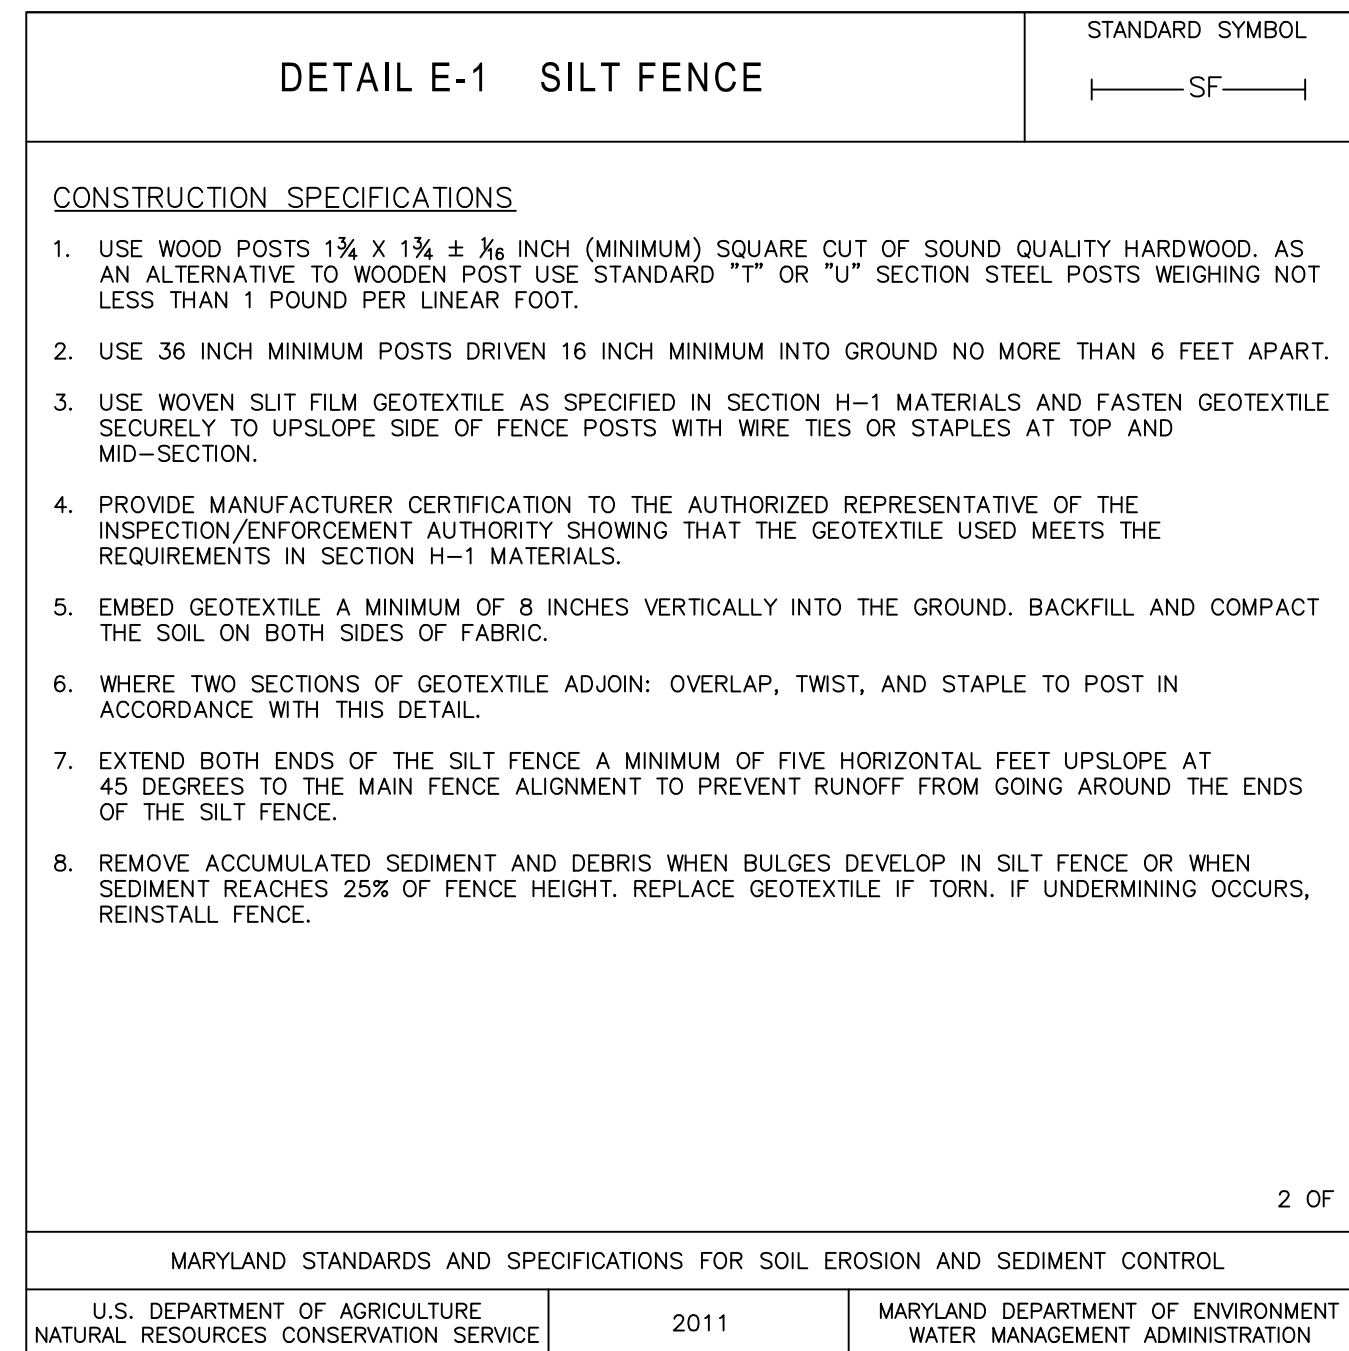 DETAIL E-1 SILT FENCE
STANDARD SYMBOL
SF
CONSTRUCTION SPECIFICATIONS
1. USE WOOD POSTS 1¾ X 1¾ ± 1⁄16 INCH (MINIMUM) SQUARE CUT OF SOUND QUALITY HARDWOOD. AS
AN ALTERNATIVE TO WOODEN POST USE STANDARD "T" OR "U" SECTION STEEL POSTS WEIGHING NOT
LESS THAN 1 POUND PER LINEAR FOOT.
2. USE 36 INCH MINIMUM POSTS DRIVEN 16 INCH MINIMUM INTO GROUND NO MORE THAN 6 FEET APART.
3. USE WOVEN SLIT FILM GEOTEXTILE AS SPECIFIED IN SECTION H-1 MATERIALS AND FASTEN GEOTEXTILE
SECURELY TO UPSLOPE SIDE OF FENCE POSTS WITH WIRE TIES OR STAPLES AT TOP AND
MID-SECTION.
4. PROVIDE MANUFACTURER CERTIFICATION TO THE AUTHORIZED REPRESENTATIVE OF THE
INSPECTION/ENFORCEMENT AUTHORITY SHOWING THAT THE GEOTEXTILE USED MEETS THE
REQUIREMENTS IN SECTION H-1 MATERIALS.
5. EMBED GEOTEXTILE A MINIMUM OF 8 INCHES VERTICALLY INTO THE GROUND. BACKFILL AND COMPACT
THE SOIL ON BOTH SIDES OF FABRIC.
6. WHERE TWO SECTIONS OF GEOTEXTILE ADJOIN: OVERLAP, TWIST, AND STAPLE TO POST IN
ACCORDANCE WITH THIS DETAIL.
7. EXTEND BOTH ENDS OF THE SILT FENCE A MINIMUM OF FIVE HORIZONTAL FEET UPSLOPE AT
45 DEGREES TO THE MAIN FENCE ALIGNMENT TO PREVENT RUNOFF FROM GOING AROUND THE ENDS
OF THE SILT FENCE.
8. REMOVE ACCUMULATED SEDIMENT AND DEBRIS WHEN BULGES DEVELOP IN SILT FENCE OR WHEN
SEDIMENT REACHES 25% OF FENCE HEIGHT. REPLACE GEOTEXTILE IF TORN. IF UNDERMINING OCCURS,
REINSTALL FENCE.
2 OF
MARYLAND STANDARDS AND SPECIFICATIONS FOR SOIL EROSION AND SEDIMENT CONTROL
U.S. DEPARTMENT OF AGRICULTURE
NATURAL RESOURCES CONSERVATION SERVICE
2011
MARYLAND DEPARTMENT OF ENVIRONMENT
WATER MANAGEMENT ADMINISTRATION